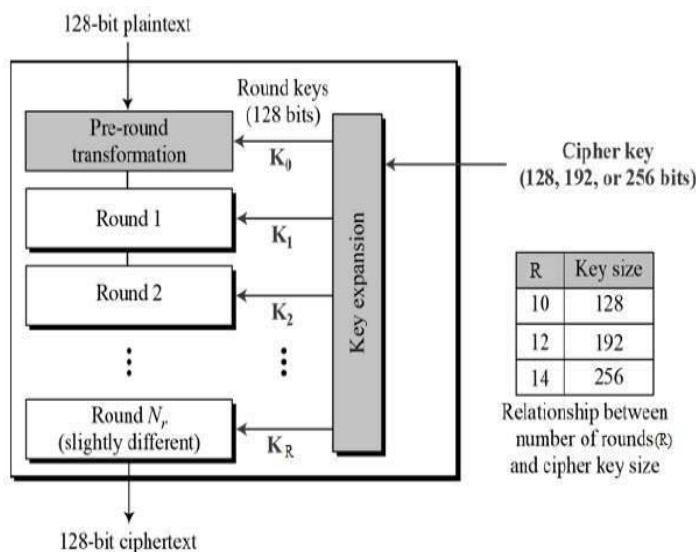 128-bit plaintext
Round keys
(128 bits)
Pre-round
transformation
K₀
Cipher key
(128, 192, or 256 bits)
Round 1
K₁
Round 2
K₂
Key expansion
⋮
⋮
Round Nᵣ
(slightly different)
K_R
128-bit ciphertext
R Key size
10 128
12 192
14 256
Relationship between
number of rounds(R)
and cipher key size